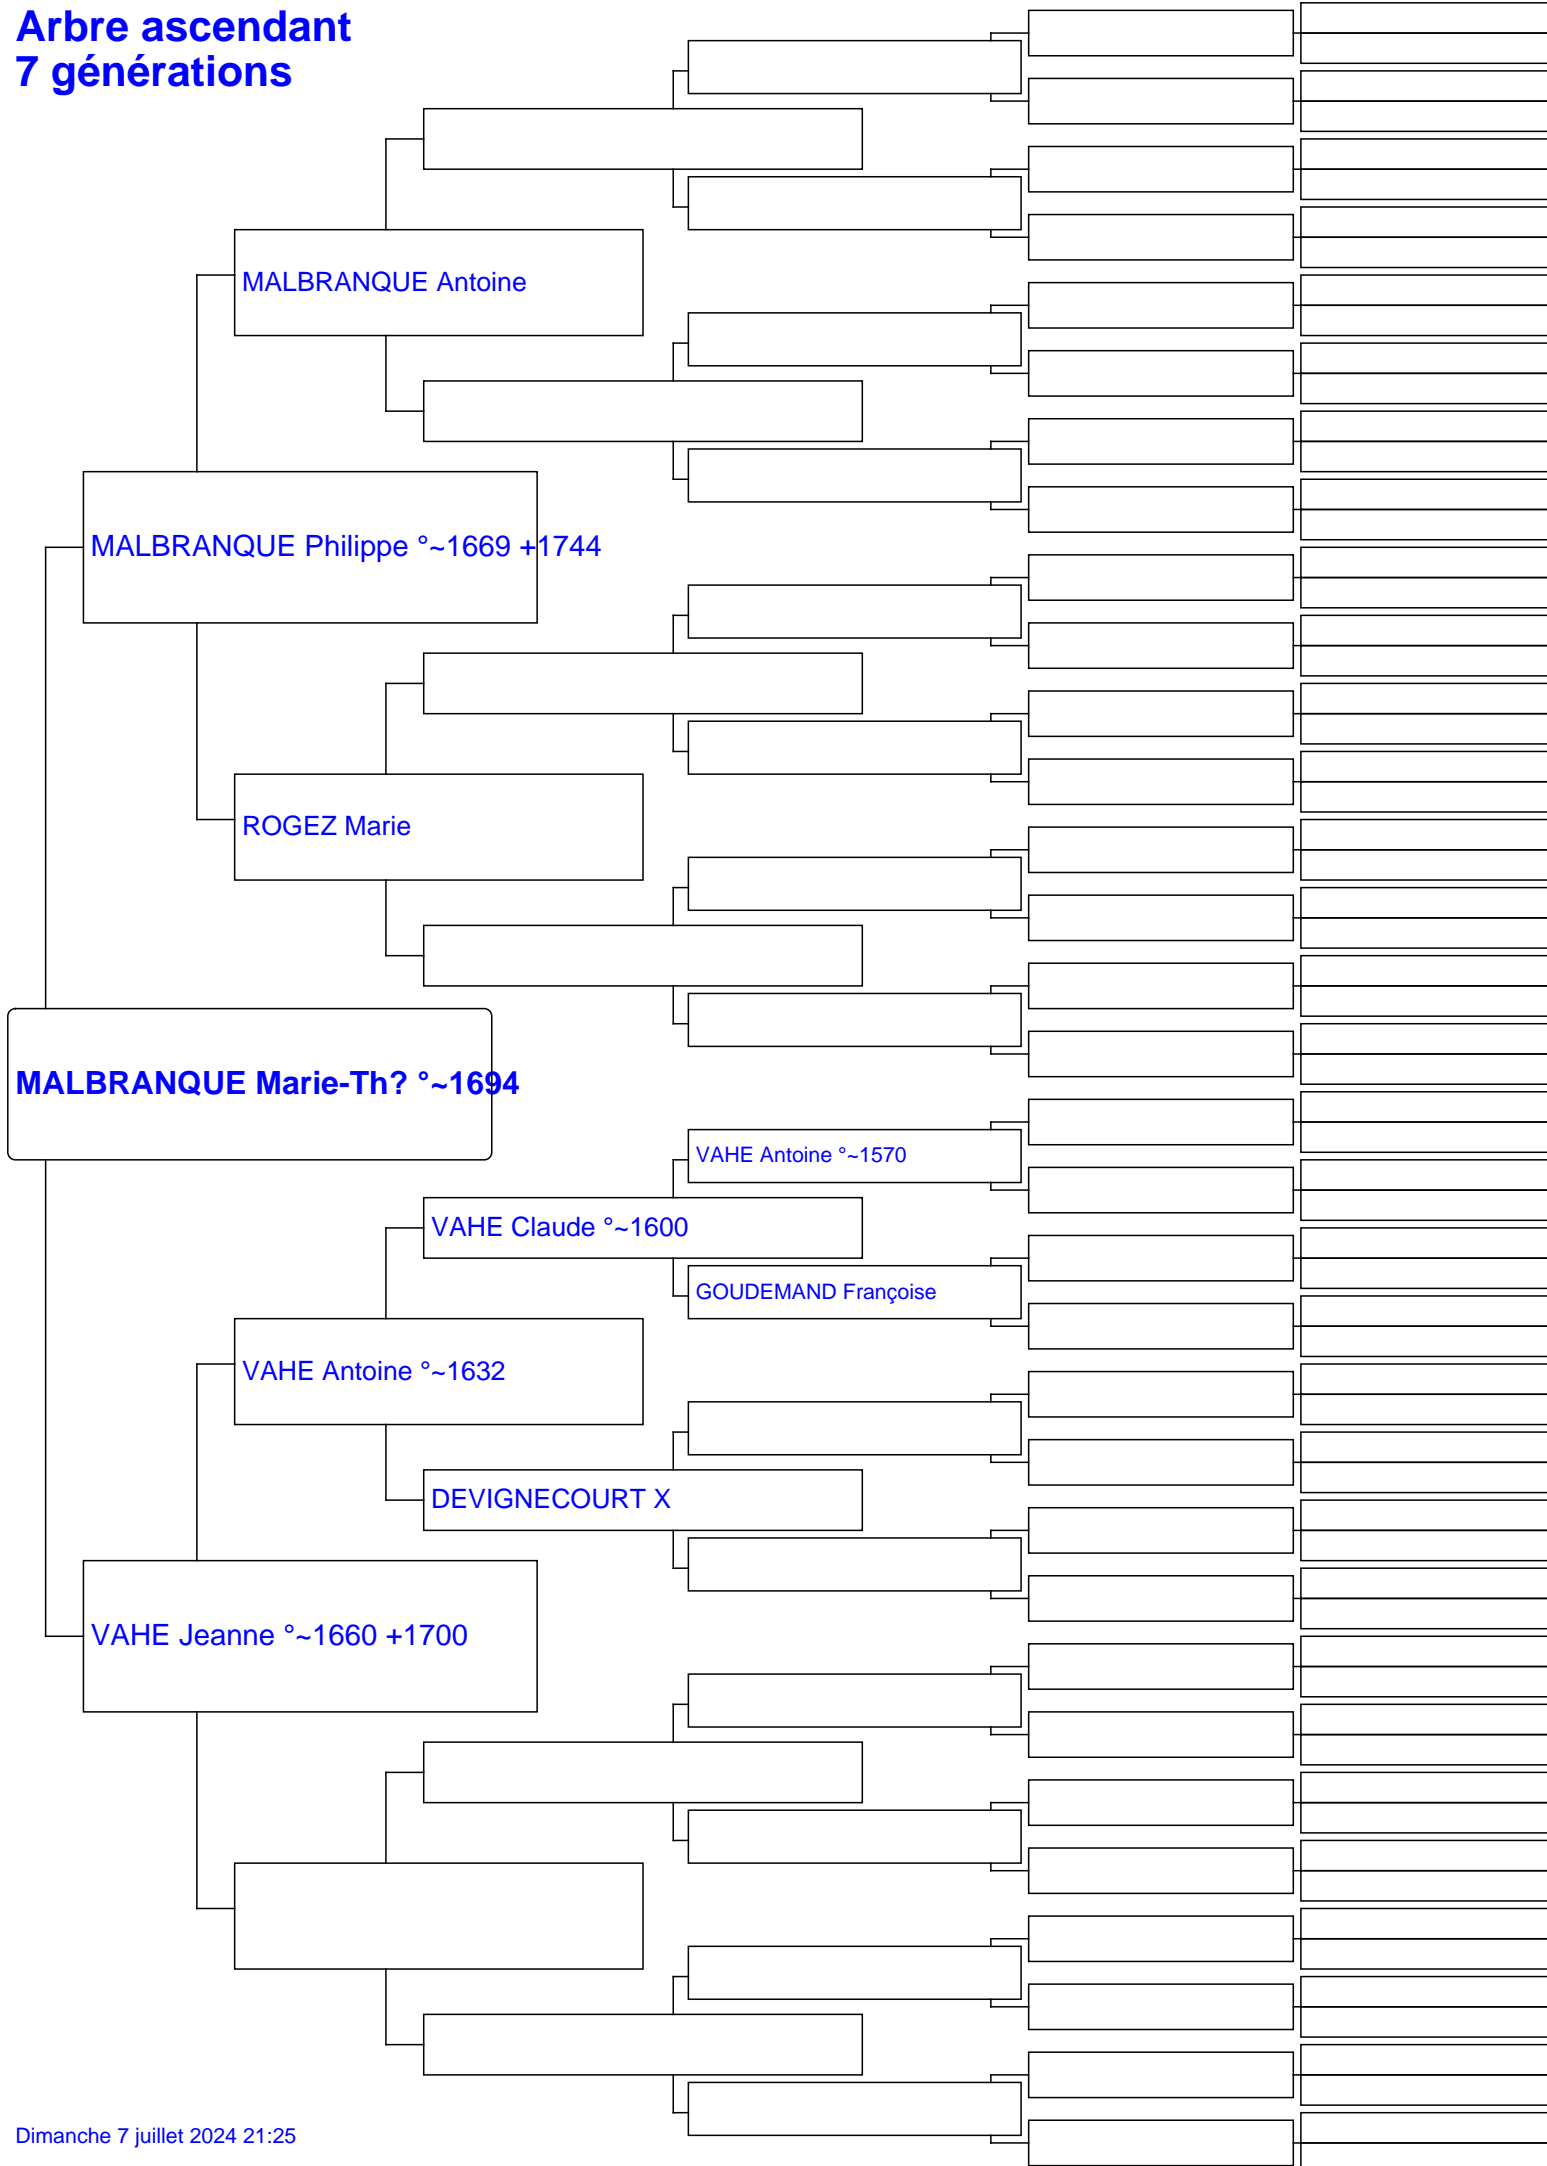 Arbre ascendant
7 générations
MALBRANQUE Antoine
MALBRANQUE Philippe °~1669 +1744
ROGEZ Marie
MALBRANQUE Marie-Th? °~1694
VAHE Antoine °~1570
VAHE Claude °~1600
GOUDEMAND Françoise
VAHE Antoine °~1632
DEVIGNECOURT X
VAHE Jeanne °~1660 +1700
Dimanche 7 juillet 2024 21:25